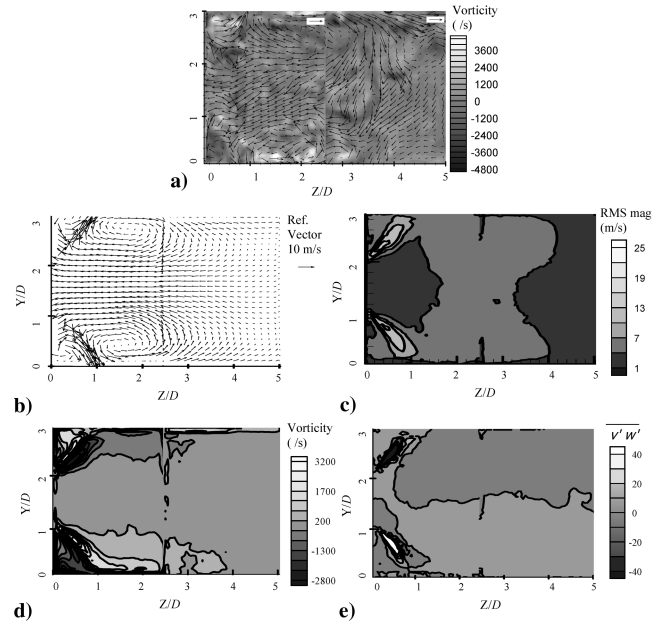 Vorticity
( /s)
3
2
1
0
0 1 2 3 4 5
Z/D
3600
2400
1200
0
-1200
-2400
-3600
-4800
a)
Y/D
3
2
1
0
0 1 2 3 4 5
Z/D
Ref.
Vector
10 m/s
b)
Y/D
3
2
1
0
0 1 2 3 4 5
Z/D
RMS mag
(m/s)
25
19
13
7
1
c)
Y/D
3
2
1
0
0 1 2 3 4 5
Z/D
Vorticity
( /s)
3200
1700
200
-1300
-2800
d)
Y/D
3
2
1
0
0 1 2 3 4 5
Z/D
v' w'
40
20
0
-20
-40
e)